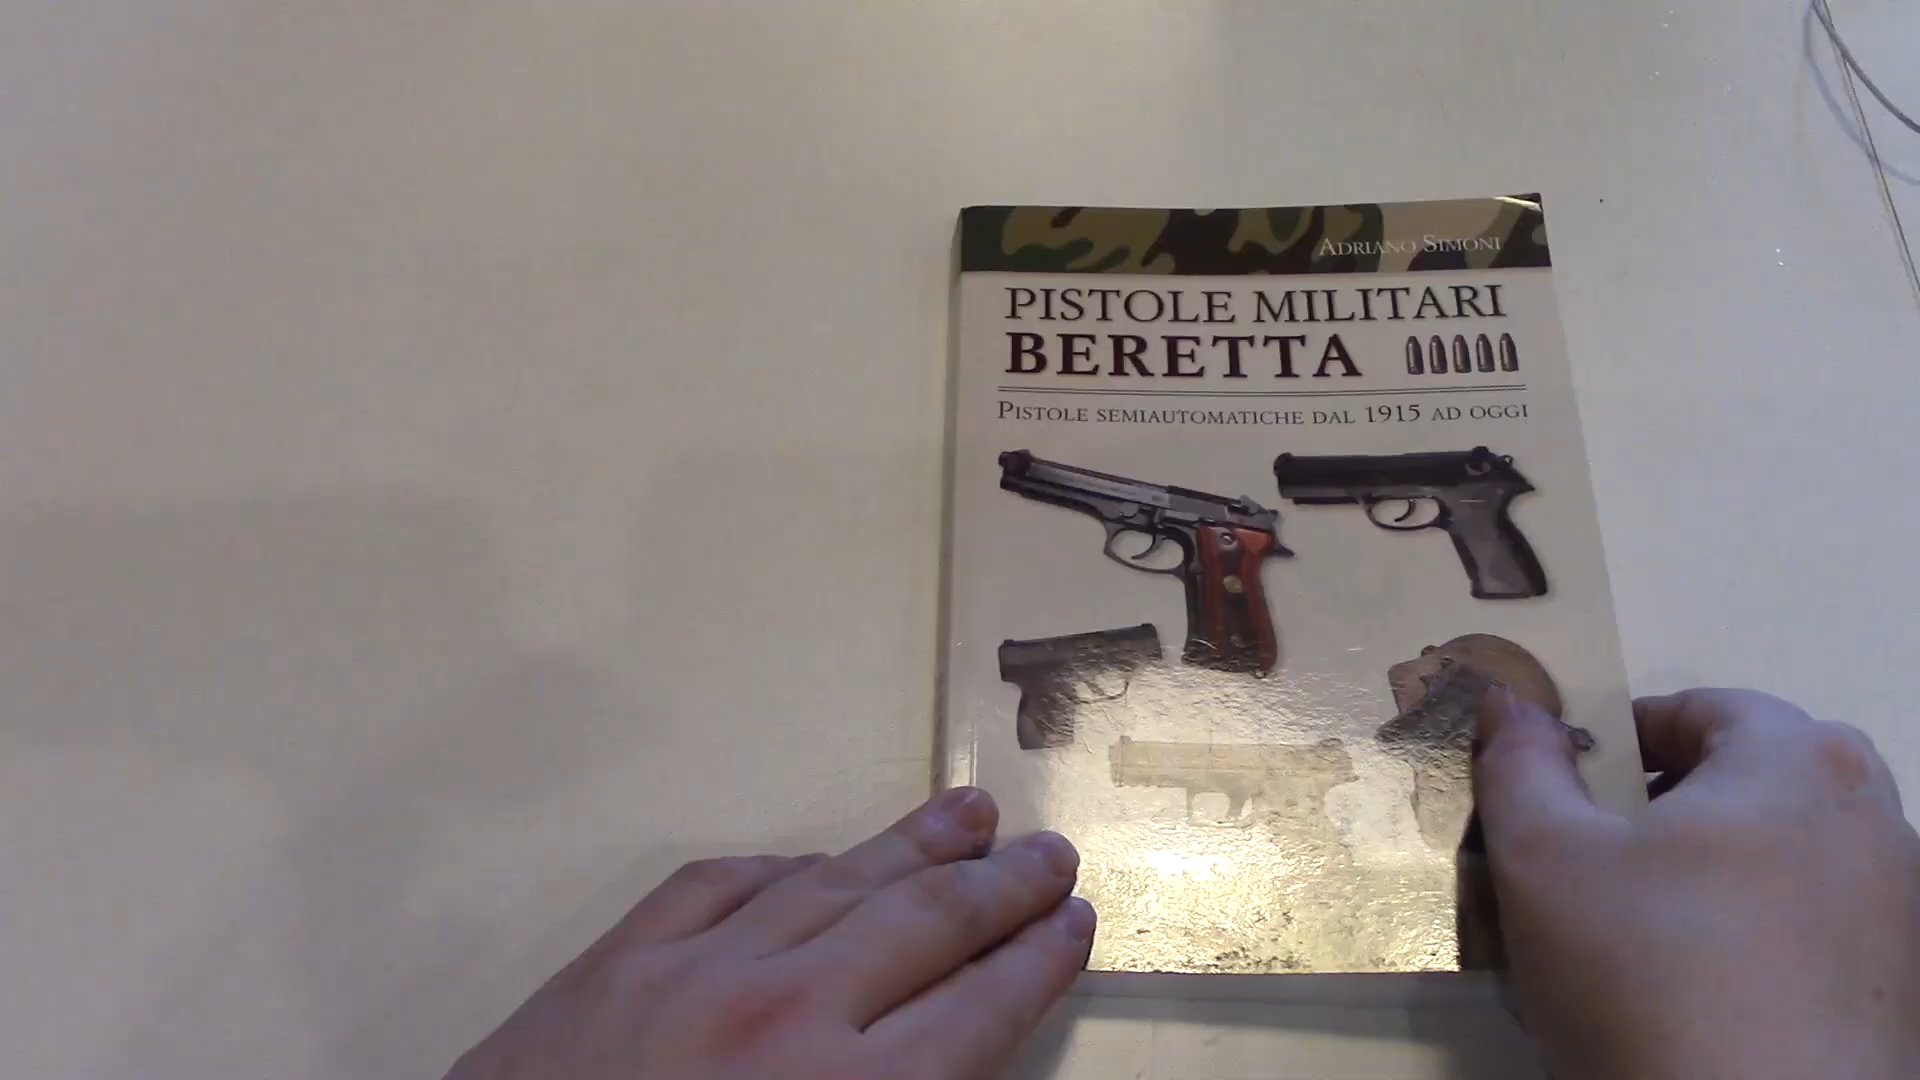 ADRIANO SIMONI
PISTOLE MILITARI
BERETTA
PISTOLE SEMIAUTOMATICHE DAL 1915 AD OGGI